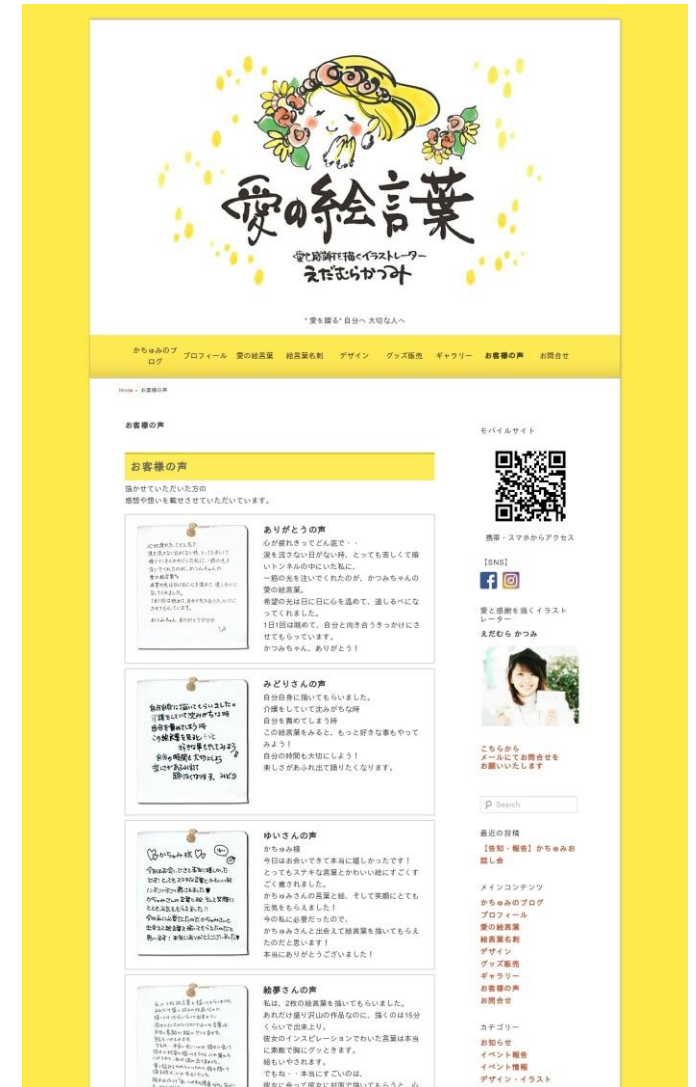 愛の絵言葉
愛と感謝を描くイラストレーター
えだむらかつみ
*愛を綴る*自分へ 大切な人へ
かちゅみのブログ
プロフィール
愛の絵言葉
絵言葉名刺
デザイン
グッズ販売
ギャラリー
お客様の声
お問合せ
Home » お客様の声
お客様の声
お客様の声
描かせていただいた方の
感想や想いを載せさせていただいています。
ありがとうの声
心が疲れきってどん底で・・
涙を流さない日がない時、とっても苦しくて暗
いトンネルの中にいた私に、
一筋の光を注いでくれたのが、かつみちゃんの
愛の絵言葉。
希望の光は日に日に心を温めて、道しるべにな
ってくれました。
1日1回は眺めて、自分と向き合うきっかけにさ
せてもらっています。
かつみちゃん、ありがとう！
みどりさんの声
自分自身に描いてもらいました。
介護をしていて沈みがちな時
自分を責めてしまう時
この絵言葉をみると、もっと好きな事もやって
みよう！
自分の時間も大切にしよう！
楽しさがあふれ出て踊りたくなります。
ゆいさんの声
かちゅみ様
今日はお会いできて本当に嬉しかったです！
とってもステキな言葉とかわいい絵にすごく
ごく癒されました。
かちゅみさんの言葉と絵、そして笑顔にとても
元気をもらえました！
今の私に必要だったので、
かちゅみさんと出会えて絵言葉を描いてもらえ
たのだと思います！
本当にありがとうございました！
絵夢さんの声
私は、2枚の絵言葉を描いてもらいました。
あれだけ盛り沢山の作品なのに、描くのは15分
くらいで出来上り。
彼女のインスピレーションでわいた言葉は本当
に素敵で胸にグッときます。
絵もいやされます。
でもね・・本当にすごいのは、
彼女に会って彼女に対面で描いてもらうと、心
モバイルサイト
携帯・スマホからアクセス
【SNS】
愛と感謝を描くイラスト
レーター
えだむら かつみ
こちらから
メールにてお問合せを
お願いいたします
Search
最近の投稿
【告知・報告】かちゅみお
話し会
メインコンテンツ
かちゅみのブログ
プロフィール
愛の絵言葉
絵言葉名刺
デザイン
グッズ販売
ギャラリー
お客様の声
お問合せ
カテゴリー
お知らせ
イベント報告
イベント情報
デザイン・イラスト